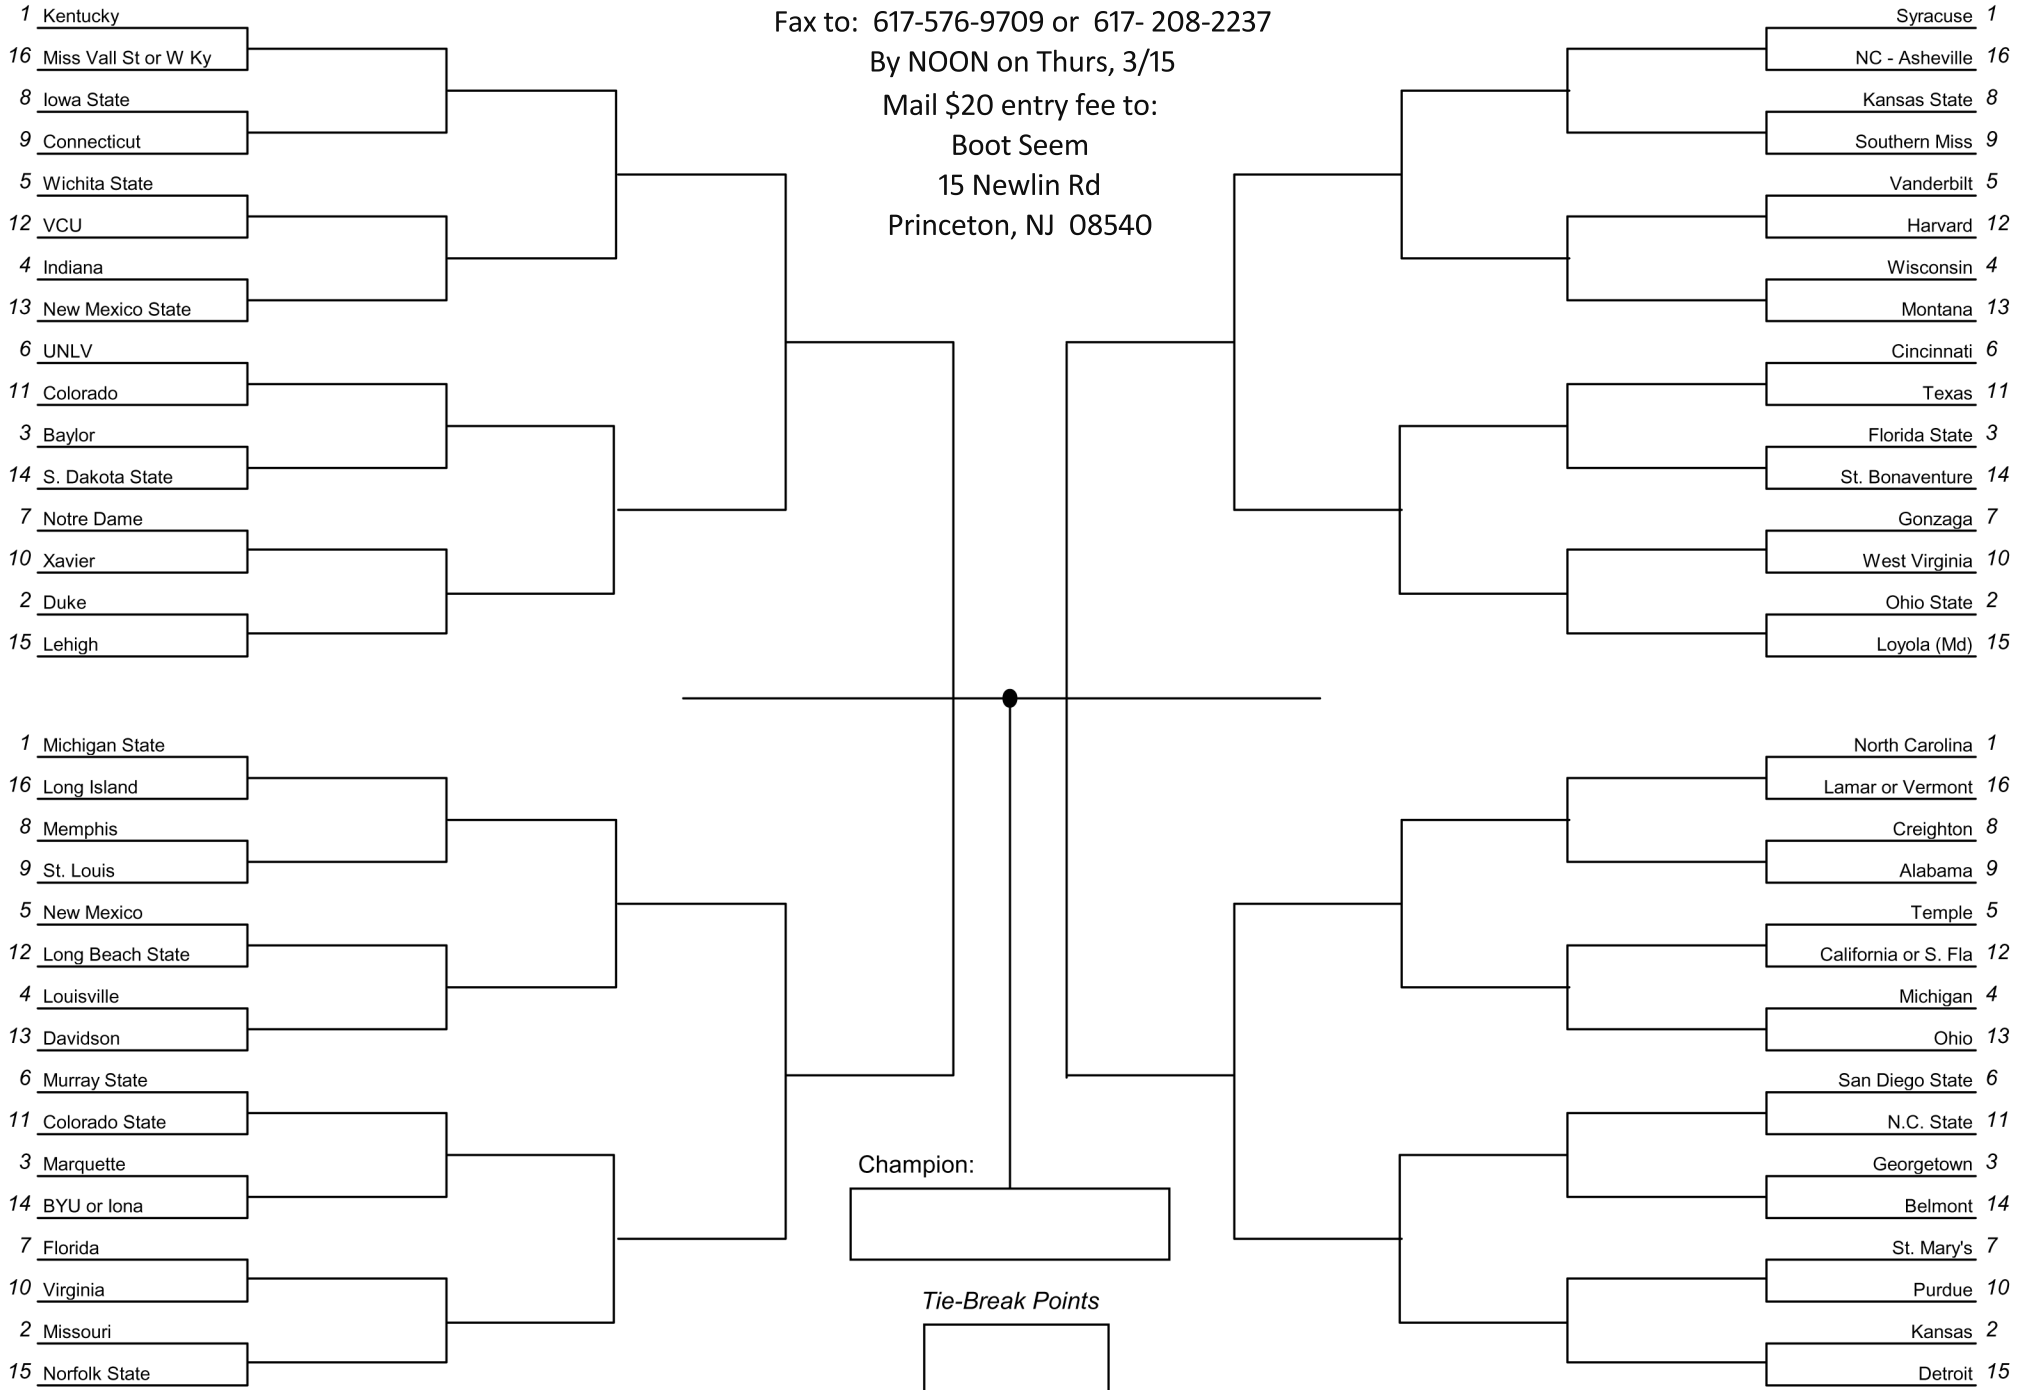 1 Kentucky
16 Miss Vall St or W Ky
8 Iowa State
9 Connecticut
5 Wichita State
12 VCU
4 Indiana
13 New Mexico State
6 UNLV
11 Colorado
3 Baylor
14 S. Dakota State
7 Notre Dame
10 Xavier
2 Duke
15 Lehigh
1 Michigan State
16 Long Island
8 Memphis
9 St. Louis
5 New Mexico
12 Long Beach State
4 Louisville
13 Davidson
6 Murray State
11 Colorado State
3 Marquette
14 BYU or Iona
7 Florida
10 Virginia
2 Missouri
15 Norfolk State
Fax to: 617-576-9709 or 617- 208-2237
By NOON on Thurs, 3/15
Mail $20 entry fee to:
Boot Seem
15 Newlin Rd
Princeton, NJ 08540
Champion:
Tie-Break Points
Syracuse 1
NC - Asheville 16
Kansas State 8
Southern Miss 9
Vanderbilt 5
Harvard 12
Wisconsin 4
Montana 13
Cincinnati 6
Texas 11
Florida State 3
St. Bonaventure 14
Gonzaga 7
West Virginia 10
Ohio State 2
Loyola (Md) 15
North Carolina 1
Lamar or Vermont 16
Creighton 8
Alabama 9
Temple 5
California or S. Fla 12
Michigan 4
Ohio 13
San Diego State 6
N.C. State 11
Georgetown 3
Belmont 14
St. Mary's 7
Purdue 10
Kansas 2
Detroit 15